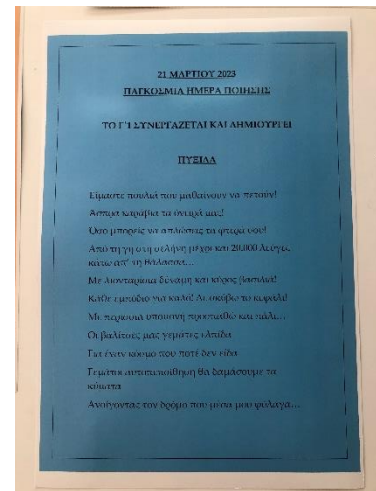 21 ΜΑΡΤΙΟΥ 2023
ΠΑΓΚΟΣΜΙΑ ΗΜΕΡΑ ΠΟΙΗΣΗΣ
ΤΟ Γ'1 ΣΥΝΕΡΓΑΖΕΤΑΙ ΚΑΙ ΔΗΜΙΟΥΡΓΕΙ
ΠΥΞΙΔΑ
Είμαστε πουλιά που μαθαίνουν να πετούν!
Άσπρα καράβια τα όνειρά μας!
Όσο μπορείς να απλώσεις τα φτερά σου!
Από τη γη στη σελήνη μέχρι και 20.000 λεύγες
κάτω απ' τη θάλασσα...
Με λιονταρίσια δύναμη και κύρος βασιλιά!
Κάθε εμπόδιο για καλό! Δε σκύβω το κεφάλι!
Με περίσσια υπομονή προσπαθώ και πάλι...
Οι βαλίτσες μας γεμάτες ελπίδα
Για έναν κόσμο που ποτέ δεν είδα
Γεμάτοι αυτοπεποίθηση θα δαμάσουμε τα
κύματα
Ανοίγοντας τον δρόμο που μέσα μου φύλαγα...